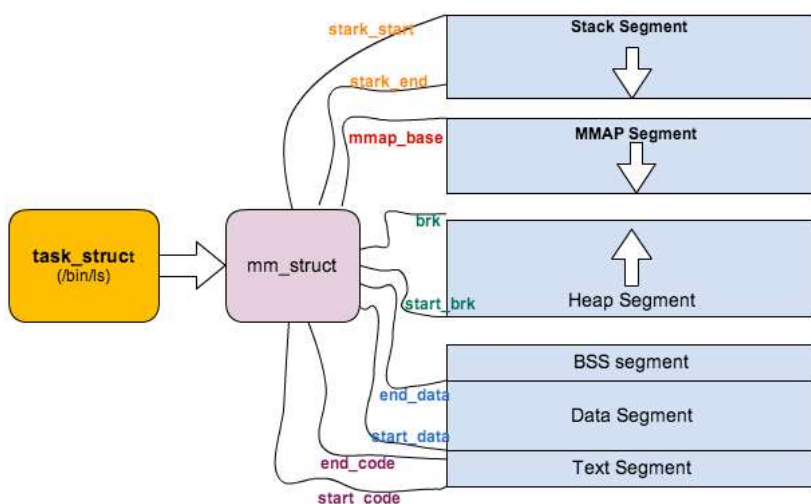 stark_start
Stack Segment
stark_end
mmap_base
MMAP Segment
brk
task_struct
(/bin/ls)
mm_struct
start_brk
Heap Segment
BSS segment
end_data
Data Segment
start_data
end_code
Text Segment
start_code